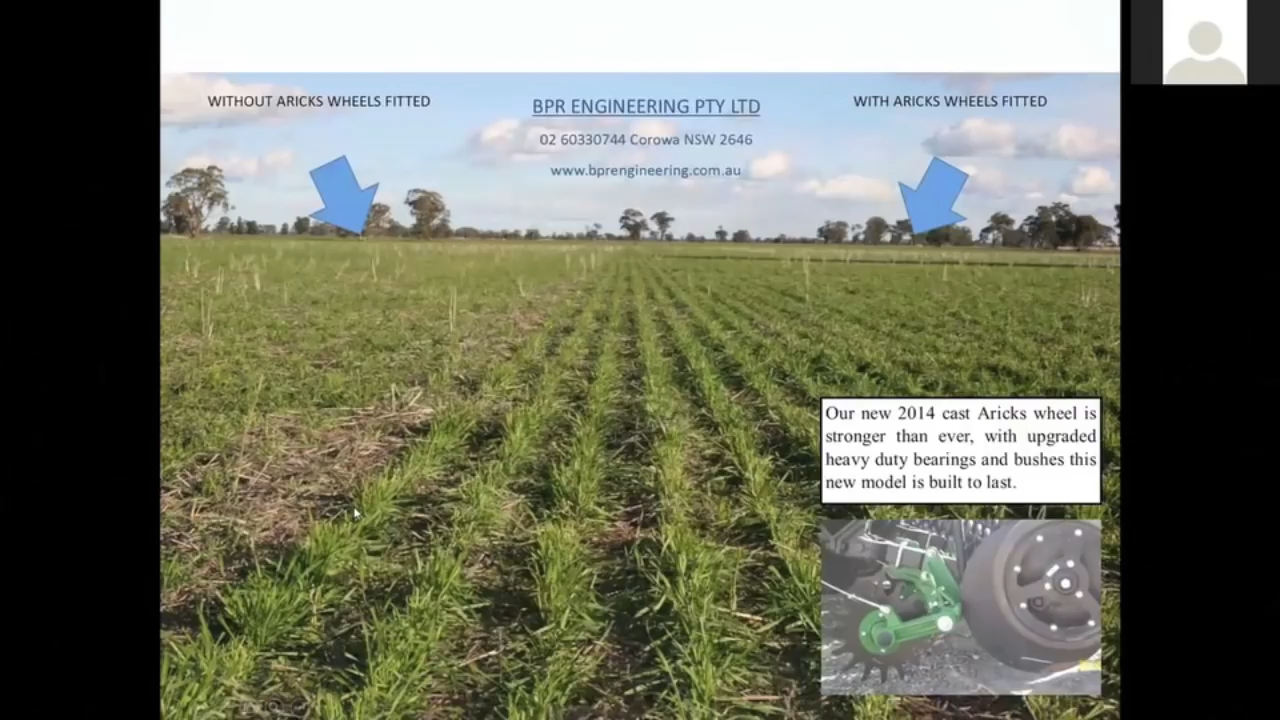 WITHOUT ARICKS WHEELS FITTED
BPR ENGINEERING PTY LTD
WITH ARICKS WHEELS FITTED
02 60330744 Corowa NSW 2646
www.bprengineering.com.au
Our new 2014 cast Aricks wheel is
stronger than ever, with upgraded
heavy duty bearings and bushes this
new model is built to last.